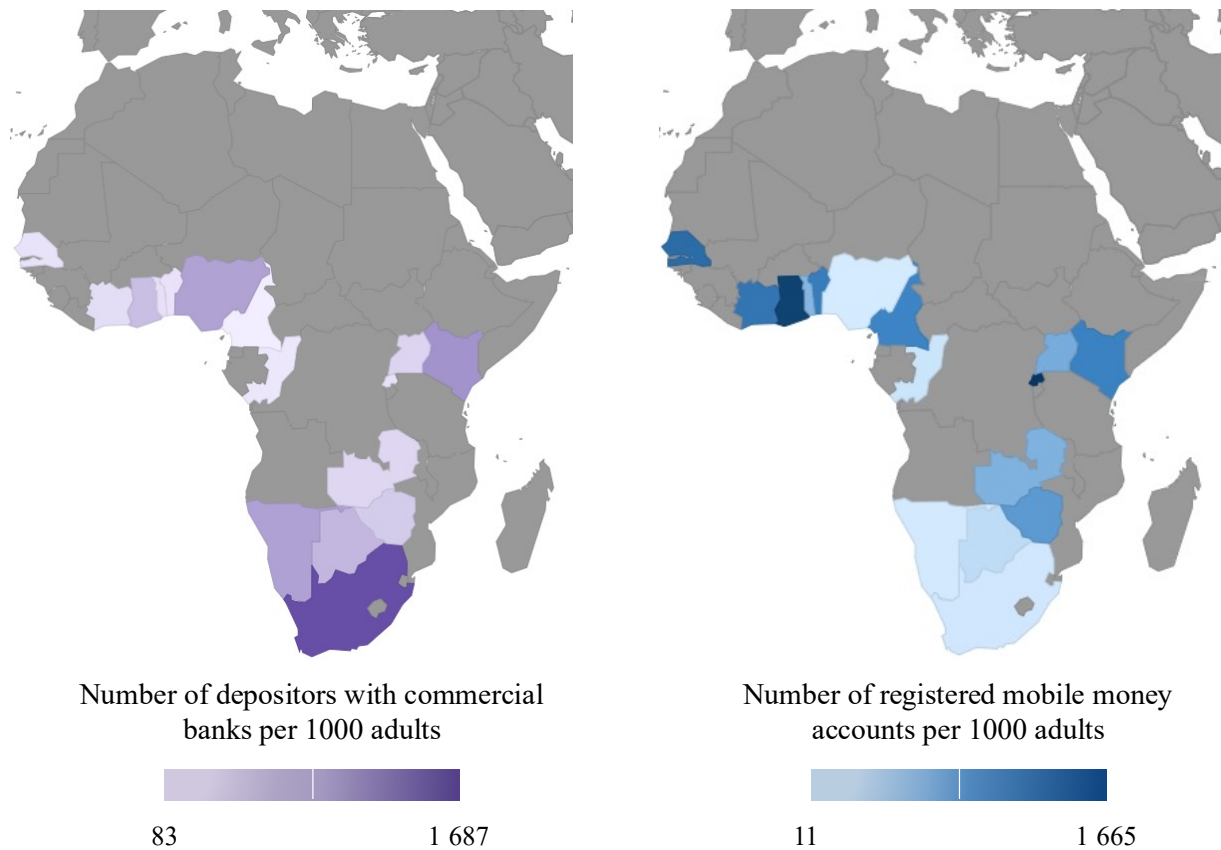 Number of depositors with commercial
banks per 1000 adults
83
1 687
Number of registered mobile money
accounts per 1000 adults
11
1 665